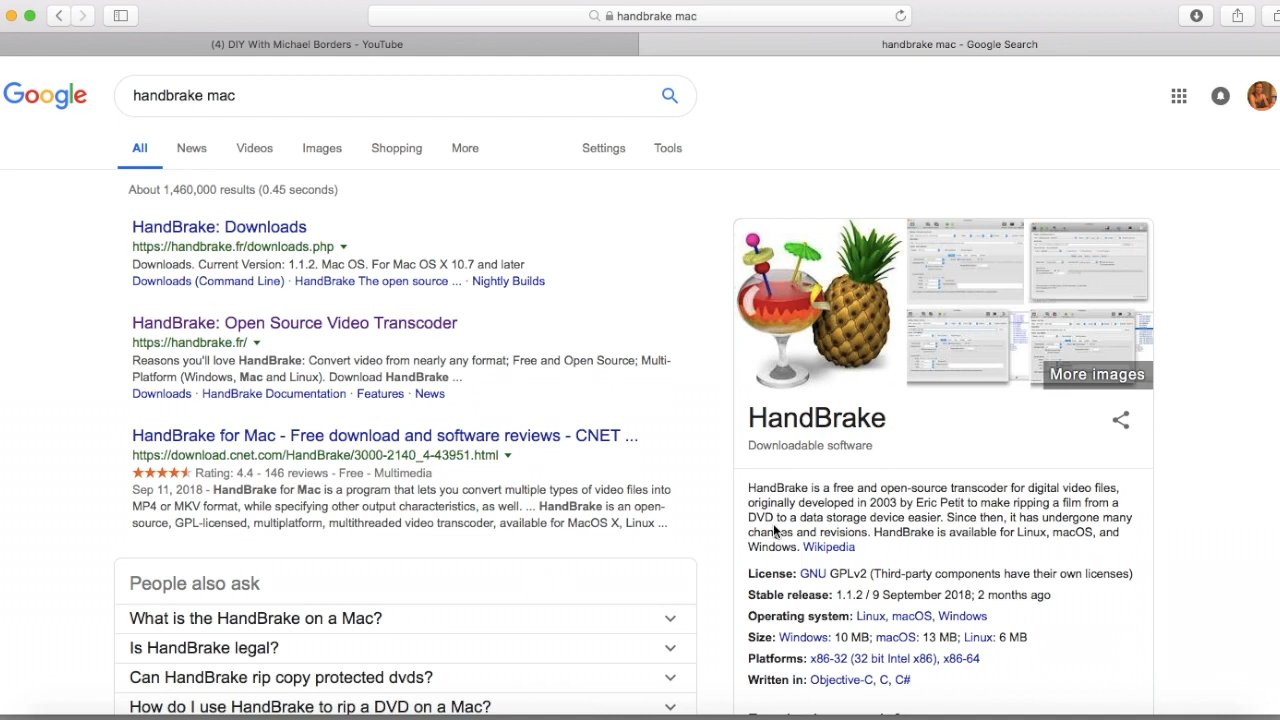 handbrake mac
(4) DIY With Michael Borders - YouTube
handbrake mac - Google Search
Google
handbrake mac
All News Videos Images Shopping More Settings Tools
About 1,460,000 results (0.45 seconds)
HandBrake: Downloads
https://handbrake.fr/downloads.php
Downloads. Current Version: 1.1.2. Mac. For Mac OS X 10.7 and later
Downloads (Command Line) · HandBrake The open source ... · Nightly Builds
HandBrake: Open Source Video Transcoder
https://handbrake.fr/
Reasons you'll love HandBrake: Convert video from nearly any format; Free and Open Source; Multi-
Platform (Windows, Mac and Linux). Download HandBrake ...
Downloads · HandBrake Documentation · Features · News
HandBrake for Mac - Free download and software reviews - CNET ...
https://download.cnet.com/HandBrake/3000-2140_4-43951.html
Rating: 4.4 - 146 reviews - Free - Multimedia
Sep 11, 2018 - HandBrake for Mac is a program that lets you convert multiple types of video files into
MP4 or MKV format, while specifying other output characteristics, as well. ... HandBrake is an open-
source, GPL-licensed, multiplatform, multithreaded video transcoder, available for MacOS X, Linux ...
People also ask
What is the HandBrake on a Mac?
Is HandBrake legal?
Can HandBrake rip copy protected dvds?
How do I use HandBrake to rip a DVD on a Mac?
More images
HandBrake
Downloadable software
HandBrake is a free and open-source transcoder for digital video files,
originally developed in 2003 by Eric Petit to make ripping a film from a
DVD to a data storage device easier. Since then, it has undergone many
changes and revisions. HandBrake is available for Linux, macOS, and
Windows. Wikipedia
License: GNU GPLv2 (Third-party components have their own licenses)
Stable release: 1.1.2 / 9 September 2018; 2 months ago
Operating system: Linux, macOS, Windows
Size: Windows: 10 MB; macOS: 13 MB; Linux: 6 MB
Platforms: x86-32 (32 bit Intel x86), x86-64
Written in: Objective-C, C, C#